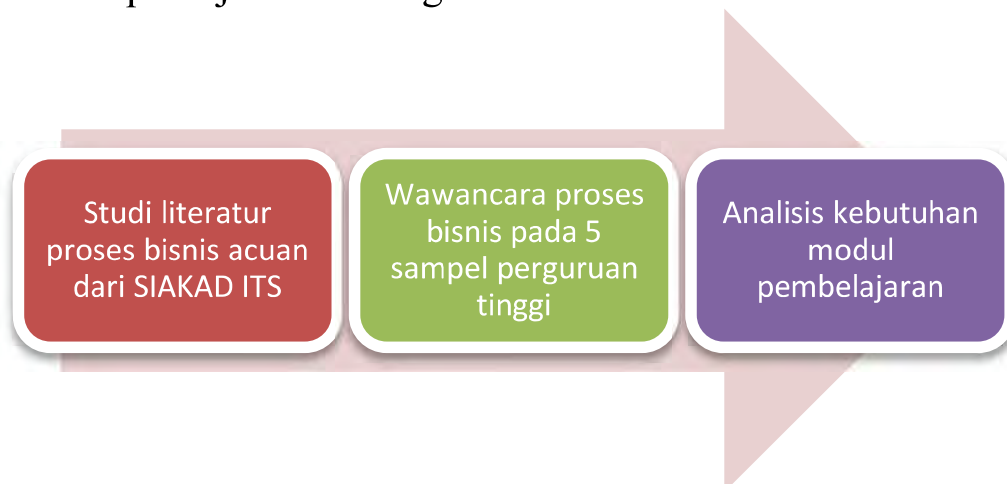 Studi literatur
proses bisnis acuan
dari SIAKAD ITS
Wawancara proses
bisnis pada 5
sampel perguruan
tinggi
Analisis kebutuhan
modul
pembelajaran